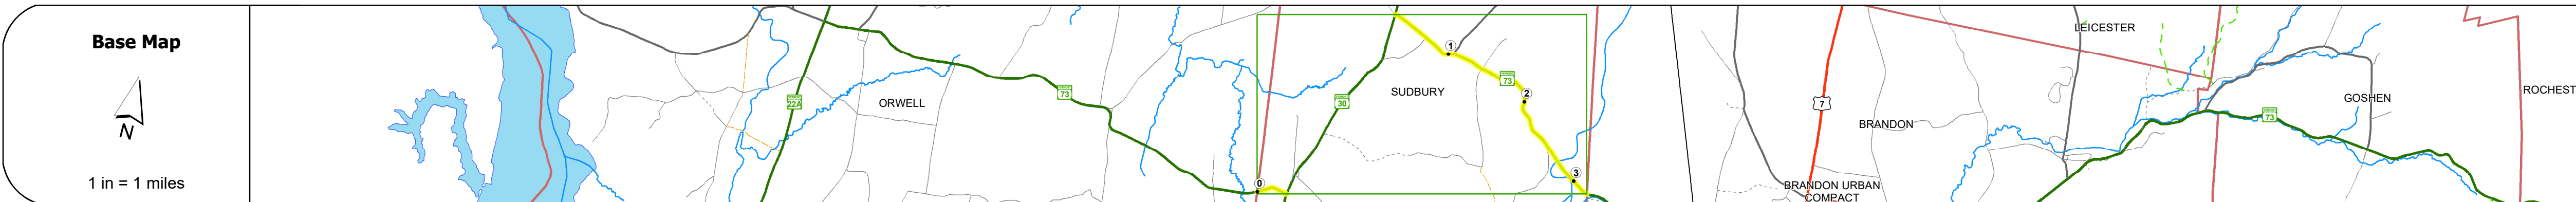 Base Map
N
1 in = 1 miles
22A
ORWELL
73
0
30
SUDBURY
1
73
2
3
7
BRANDON
BRANDON URBAN
COMPACT
LEICESTER
73
GOSHEN
ROCHEST